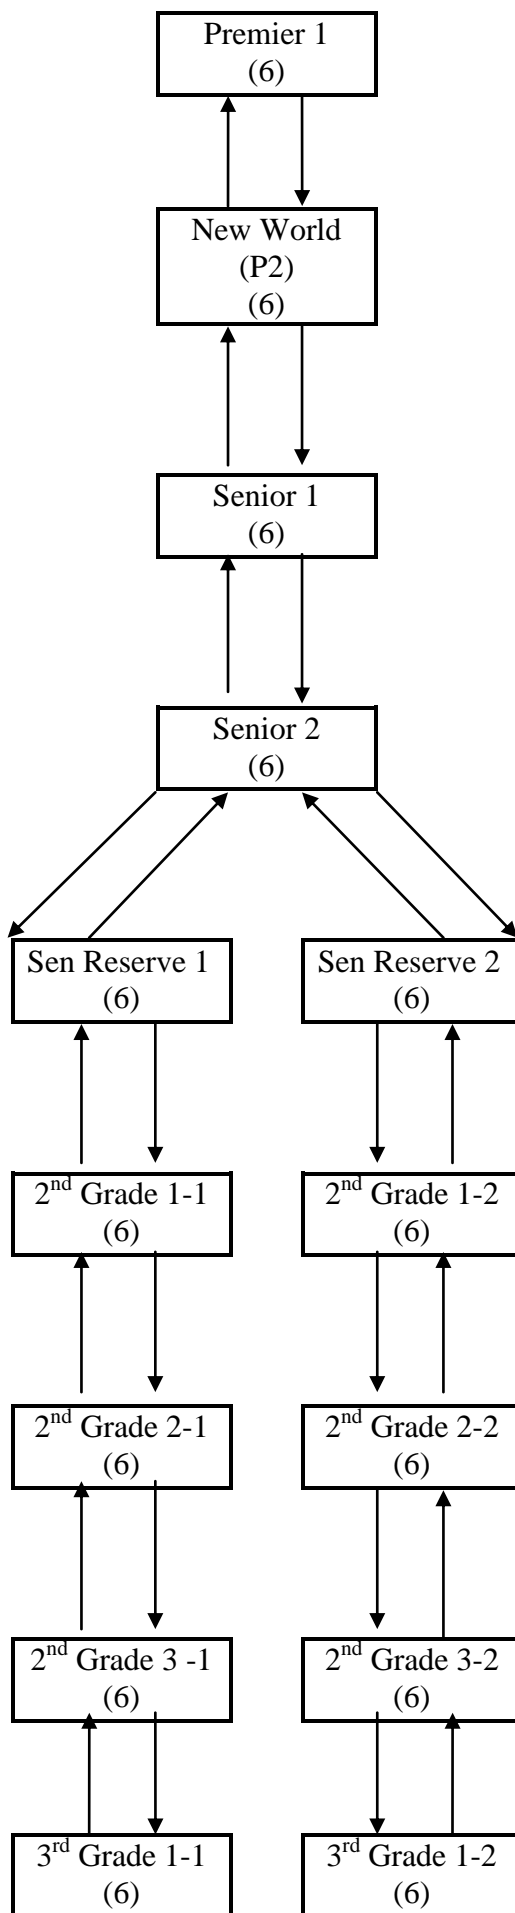 Premier 1
(6)
New World
(P2)
(6)
Senior 1
(6)
Senior 2
(6)
Sen Reserve 1
(6)
Sen Reserve 2
(6)
2nd Grade 1-1
(6)
2nd Grade 1-2
(6)
2nd Grade 2-1
(6)
2nd Grade 2-2
(6)
2nd Grade 3 -1
(6)
2nd Grade 3-2
(6)
3rd Grade 1-1
(6)
3rd Grade 1-2
(6)